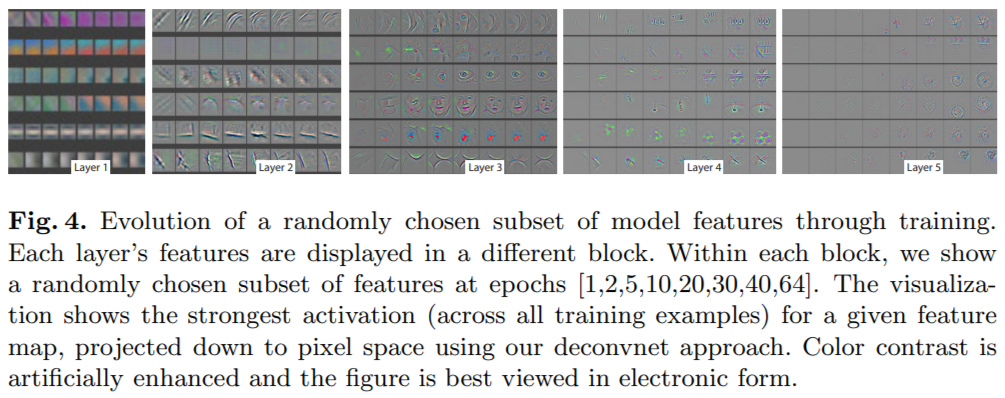 Layer 1
Layer 2
Layer 3
Layer 4
Layer 5
Fig. 4. Evolution of a randomly chosen subset of model features through training.
Each layer's features are displayed in a different block. Within each block, we show
a randomly chosen subset of features at epochs [1,2,5,10,20,30,40,64]. The visualiza-
tion shows the strongest activation (across all training examples) for a given feature
map, projected down to pixel space using our deconvnet approach. Color contrast is
artificially enhanced and the figure is best viewed in electronic form.